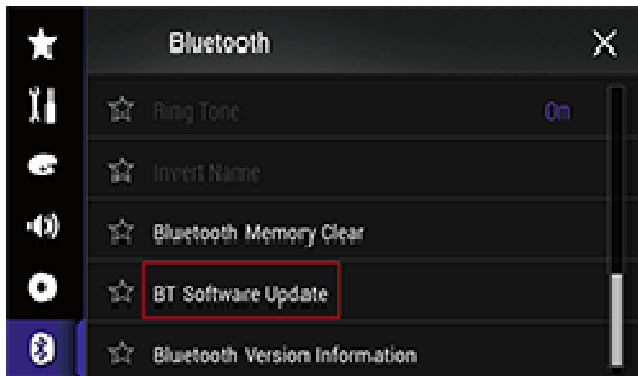 Bluetooth
Ring Tone On
Invert Name
Bluetooth Memory Clear
BT Software Update
Bluetooth Version Information